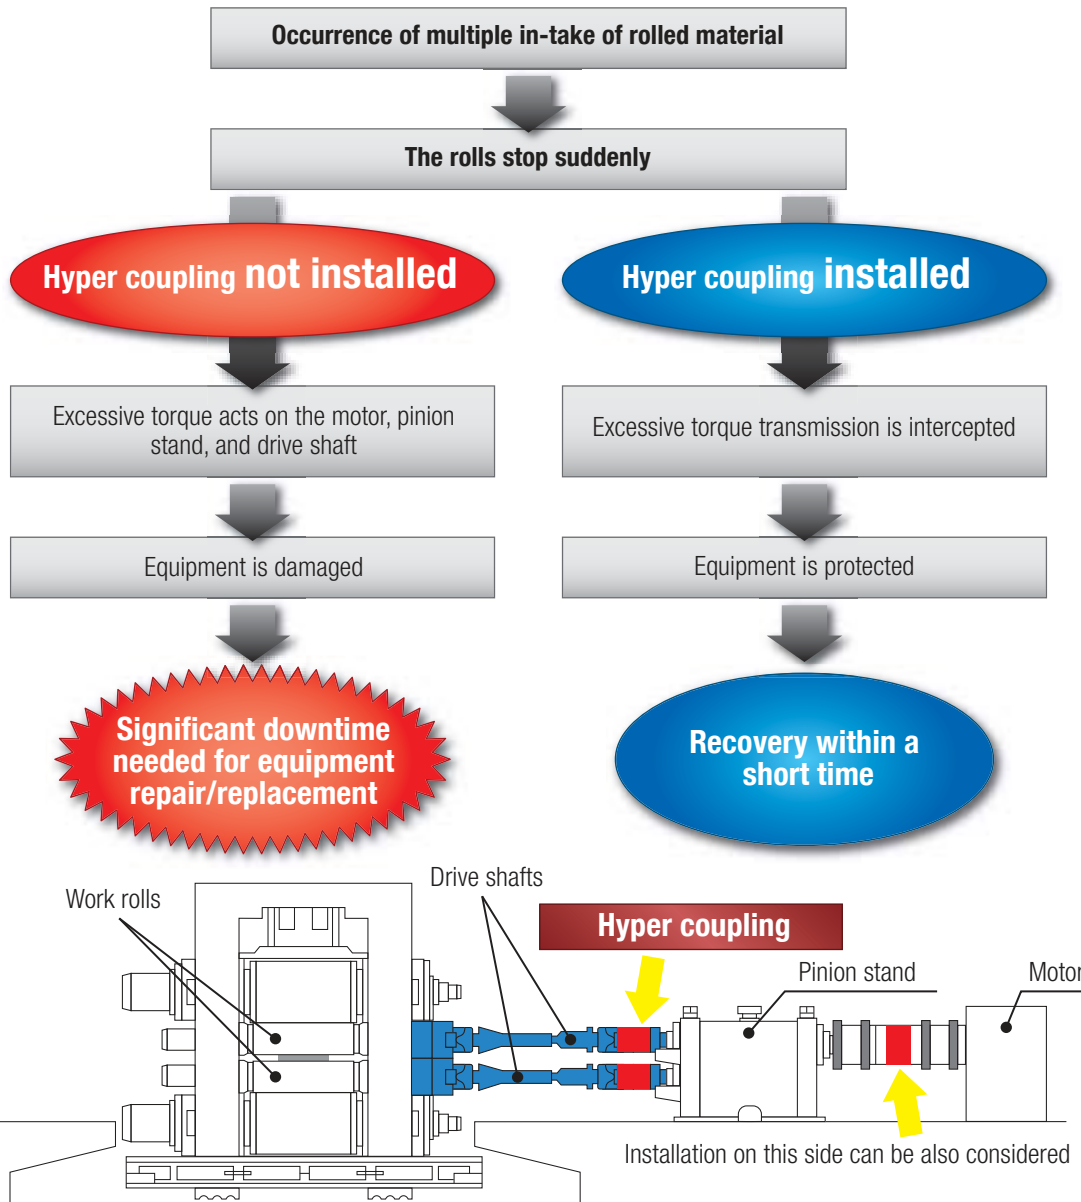 Occurrence of multiple in-take of rolled material
The rolls stop suddenly
Hyper coupling not installed
Hyper coupling installed
Excessive torque acts on the motor, pinion
stand, and drive shaft
Excessive torque transmission is intercepted
Equipment is damaged
Equipment is protected
Significant downtime
needed for equipment
repair/replacement
Recovery within a
short time
Work rolls
Drive shafts
Hyper coupling
Pinion stand
Motor
Installation on this side can be also considered